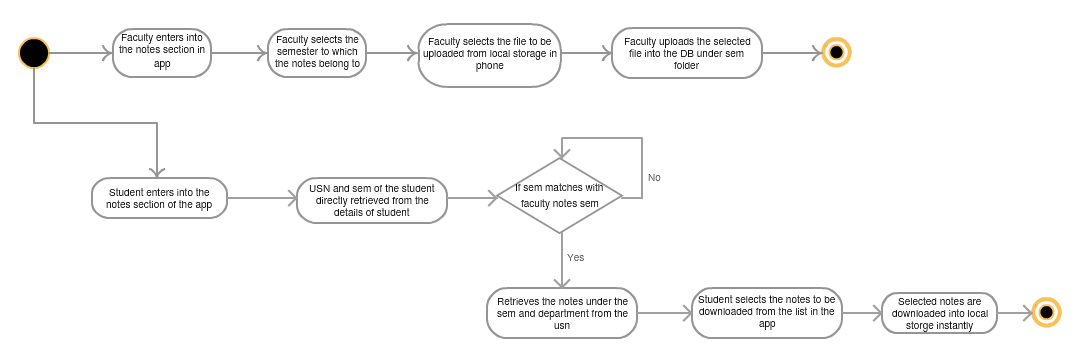 Faculty enters into
the notes section in
app
Faculty selects the
semester to which
the notes belong to
Faculty selects the file to be
uploaded from local storage in
phone
Faculty uploads the selected
file into the DB under sem
folder
Student enters into the
notes section of the app
USN and sem of the student
directly retrieved from the
details of student
If sem matches with
faculty notes sem
No
Yes
Retrieves the notes under the
sem and department from the
usn
Student selects the notes to be
downloaded from the list in the
app
Selected notes are
downloaded into local
storge instantly